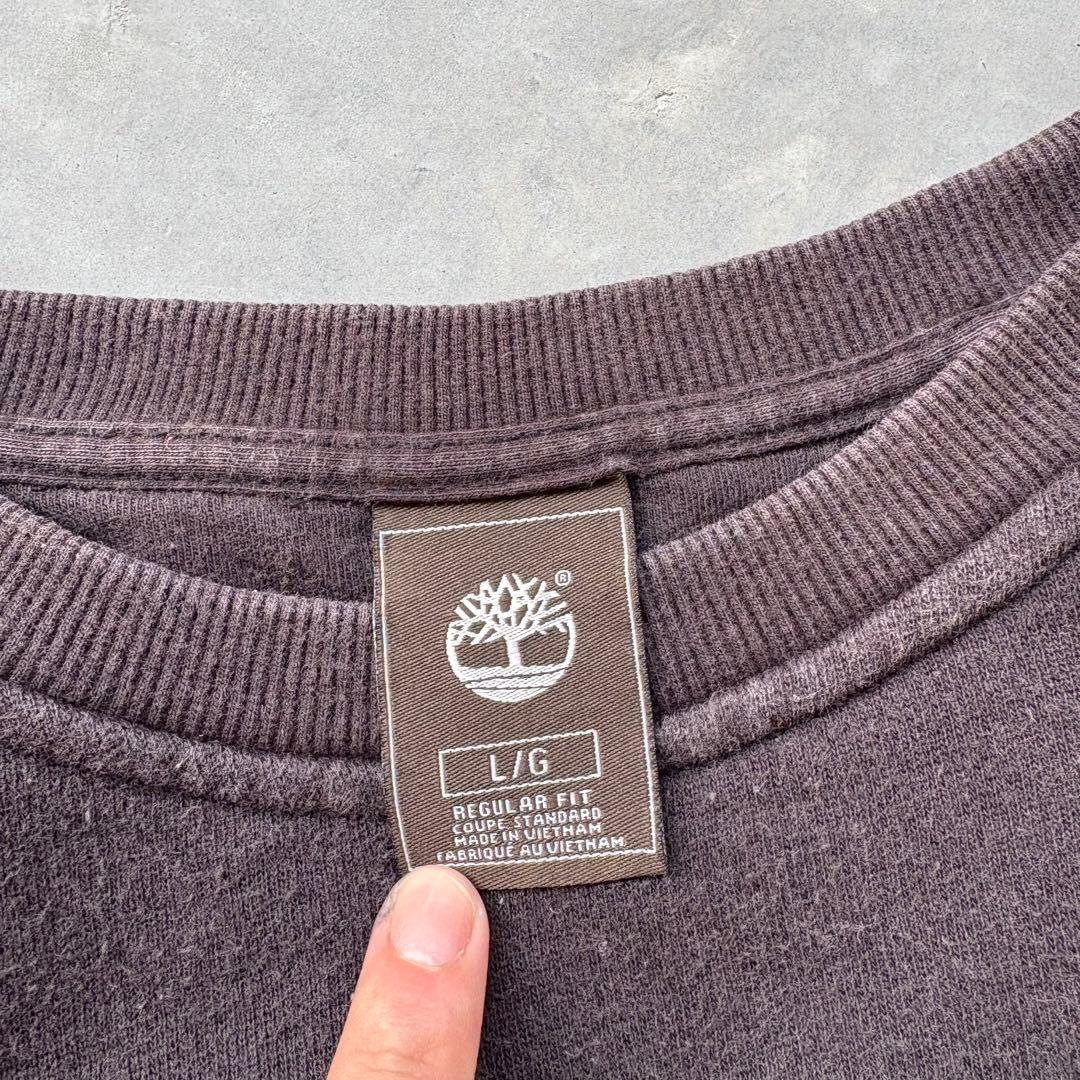 ®
L/G
REGULAR FIT
COUPE STANDARD
MADE IN VIETNAM
FABRIQUÉ AU VIETNAM